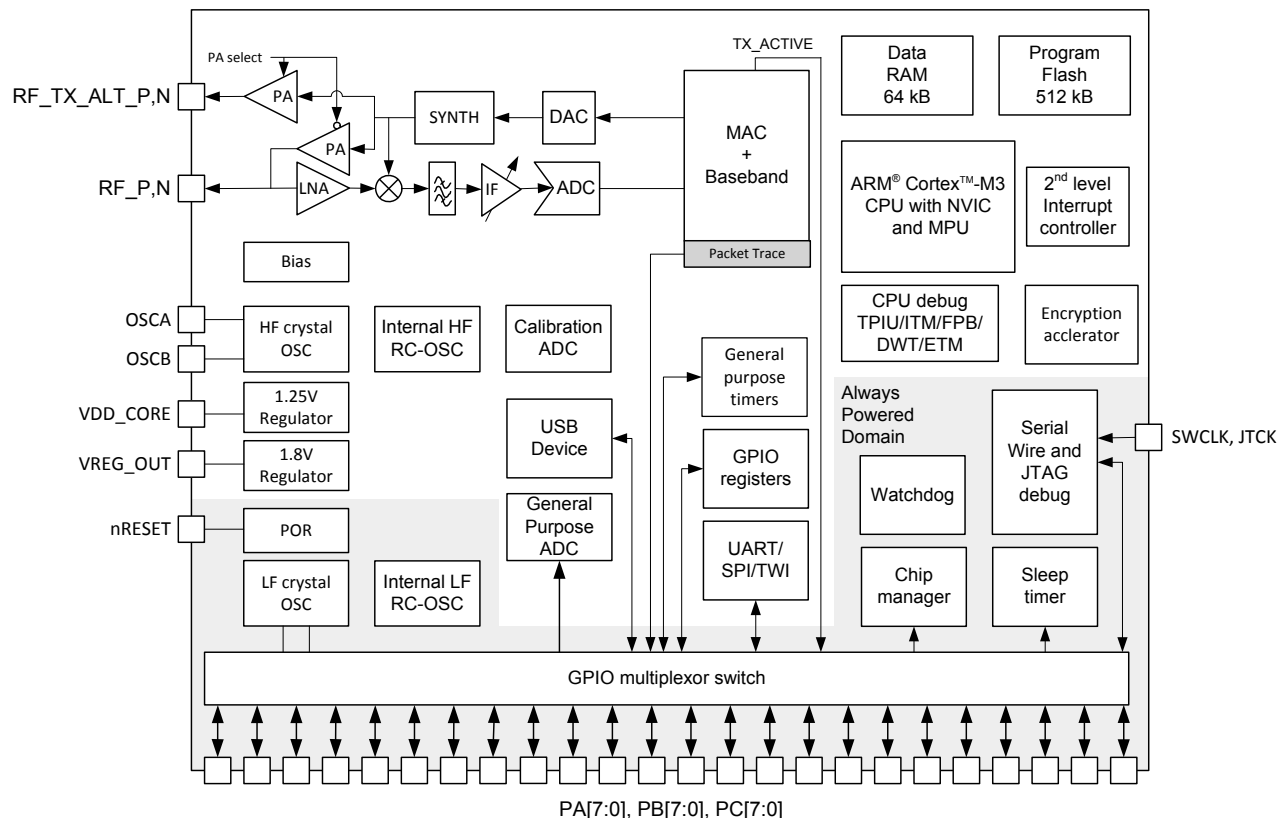 TX_ACTIVE
PA select
RF_TX_ALT_P,N
PA
SYNTH
DAC
MAC
+
Baseband
Data
RAM
64 kB
Program
Flash
512 kB
PA
RF_P,N
LNA
IF
ADC
ARM® Cortex™-M3
CPU with NVIC
and MPU
2nd level
Interrupt
controller
Packet Trace
Bias
OSCA
OSCB
HF crystal
OSC
Internal HF
RC-OSC
Calibration
ADC
General
purpose
timers
CPU debug
TPIU/ITM/FPB/
DWT/ETM
Encryption
acclerator
VDD_CORE
1.25V
Regulator
USB
Device
Always
Powered
Domain
Serial
Wire and
JTAG
debug
SWCLK, JTCK
VREG_OUT
1.8V
Regulator
GPIO
registers
Watchdog
nRESET
POR
General
Purpose
ADC
UART/
SPI/TWI
LF crystal
OSC
Internal LF
RC-OSC
Chip
manager
Sleep
timer
GPIO multiplexor switch
PA[7:0], PB[7:0], PC[7:0]